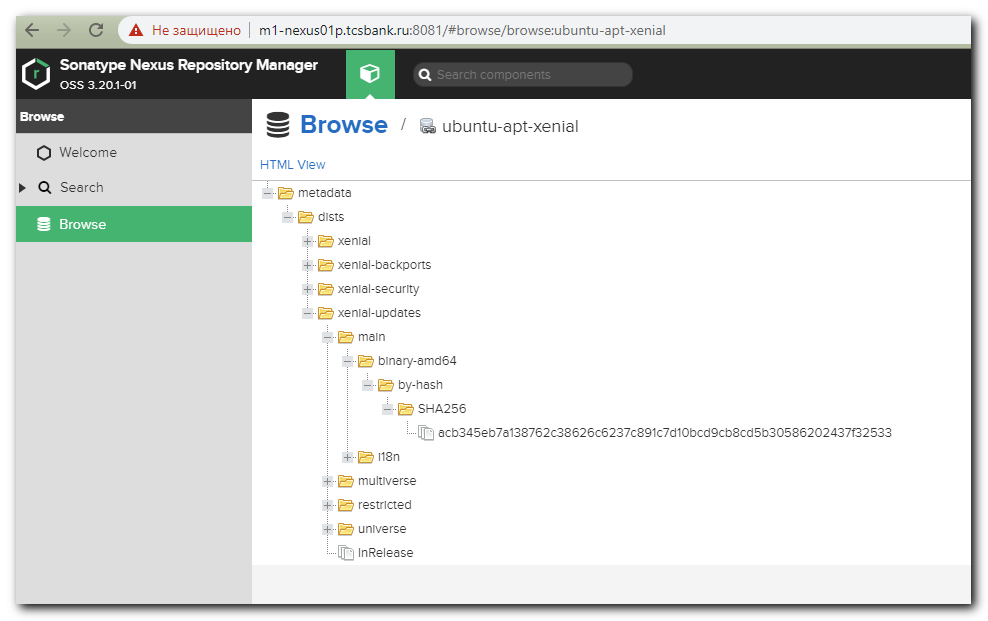 Не защищено m1-nexus01p.tcsbank.ru:8081/#browse/browse:ubuntu-apt-xenial
Sonatype Nexus Repository Manager
OSS 3.20.1-01
Search components
Browse
Welcome
Search
Browse
Browse / ubuntu-apt-xenial
HTML View
metadata
dists
xenial
xenial-backports
xenial-security
xenial-updates
main
binary-amd64
by-hash
SHA256
acb345eb7a138762c38626c6237c891c7d10bcd9cb8cd5b30586202437f32533
i18n
multiverse
restricted
universe
InRelease